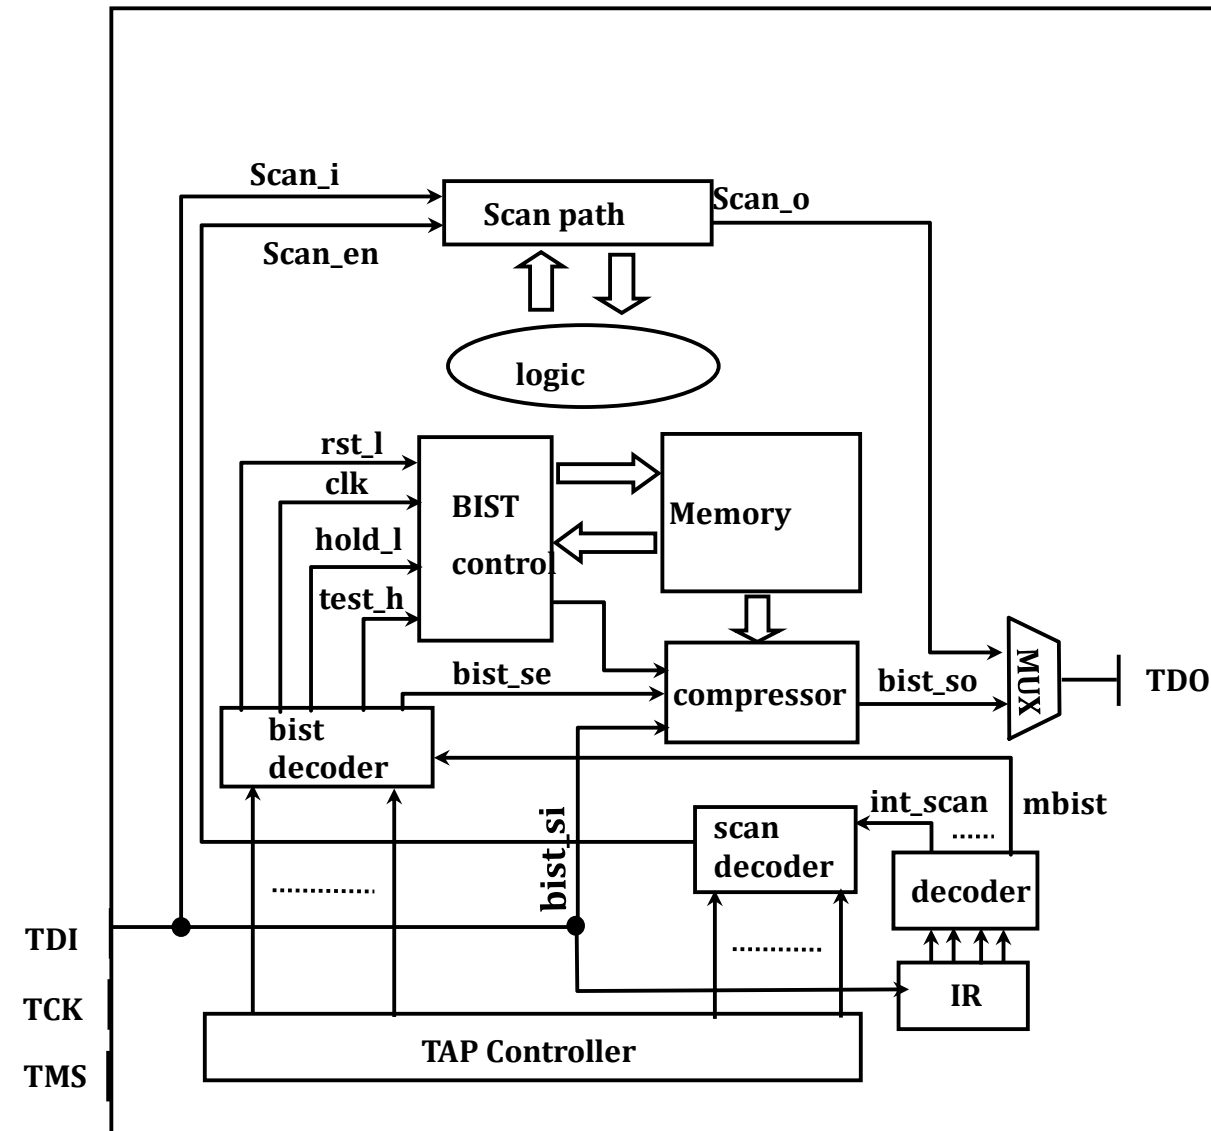 Scan_i
Scan path
Scan_o
Scan_en
logic
rst_l
clk
hold_l
test_h
BIST
control
Memory
bist_se
compressor
bist_so
MUX
TDO
bist
decoder
bist_si
int_scan
mbist
scan
decoder
decoder
TDI
IR
TCK
TAP Controller
TMS